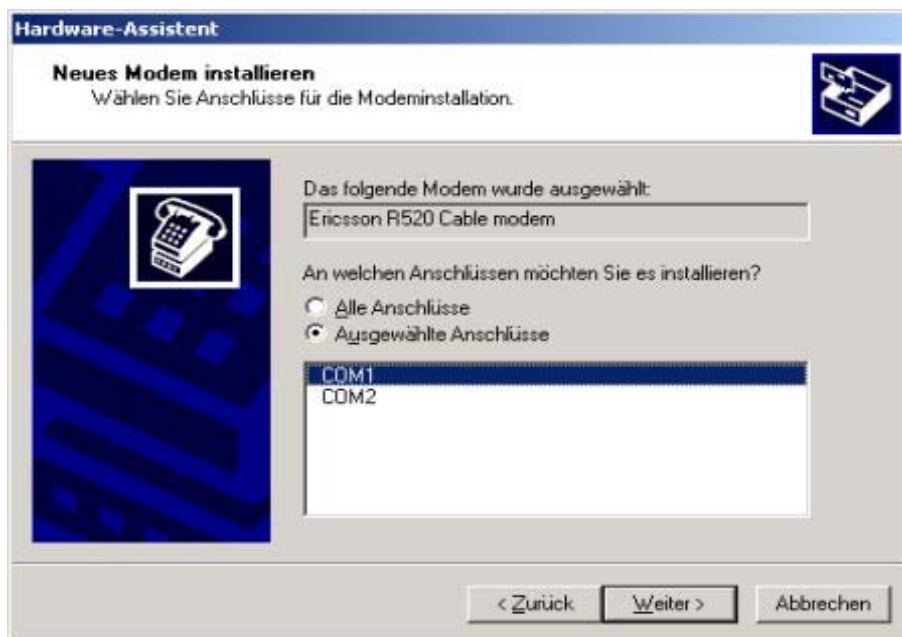 Hardware-Assistent
Neues Modem installieren
Wählen Sie Anschlüsse für die Modeminstallation.
Das folgende Modem wurde ausgewählt:
Ericsson R520 Cable modem
An welchen Anschlüssen möchten Sie es installieren?
Alle Anschlüsse
Ausgewählte Anschlüsse
COM1
COM2
< Zurück
Weiter >
Abbrechen